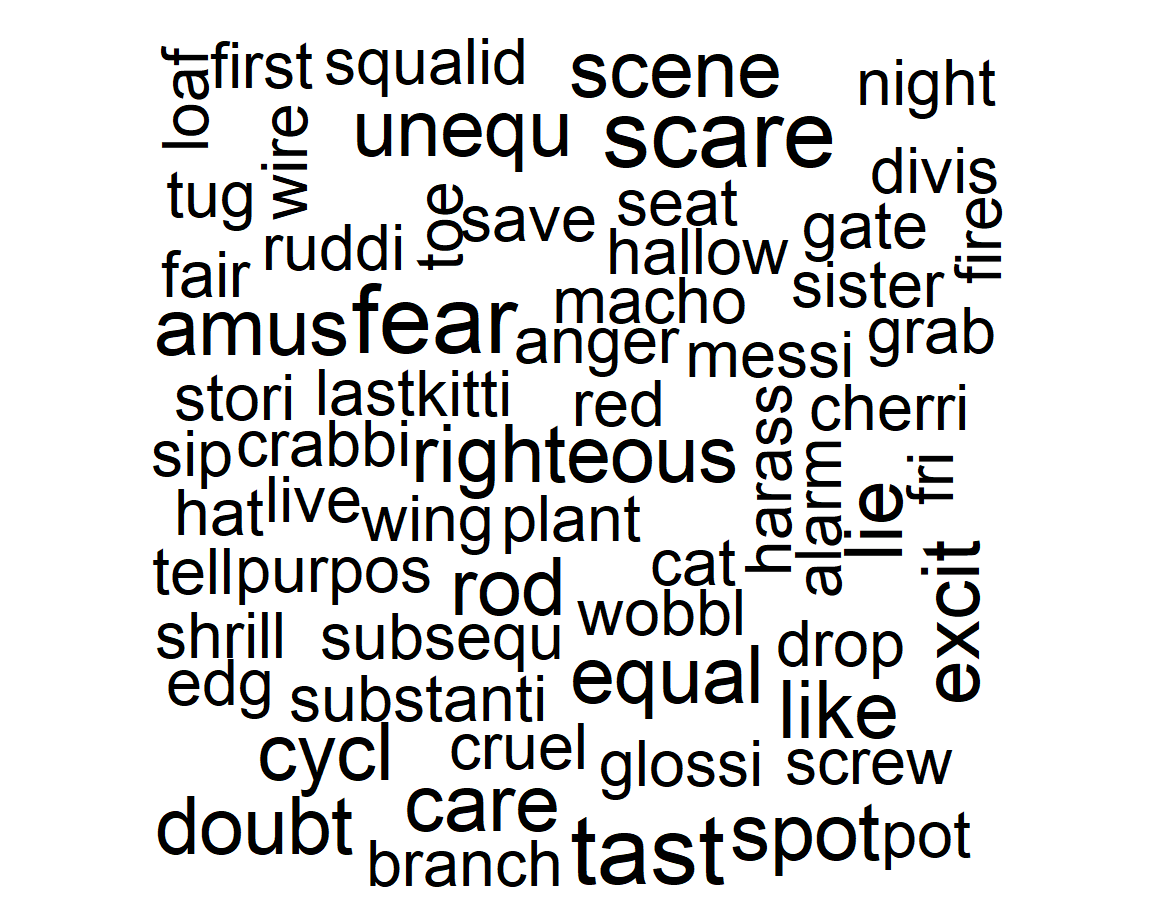 loaf first squalid scene night
wire unequ scare
tug toe save seat divis
fair ruddi hallow gate fire
amus fear macho sister
anger messi grab
stori last kitti red harass cherri
sip crabbi righteous alarm fri
hat live wing plant lie
tell purpos rod cat excit
shrill subsequ wobbl drop
edg substanti equal like
cycl cruel glossi screw
doubt care spot pot
branch tast